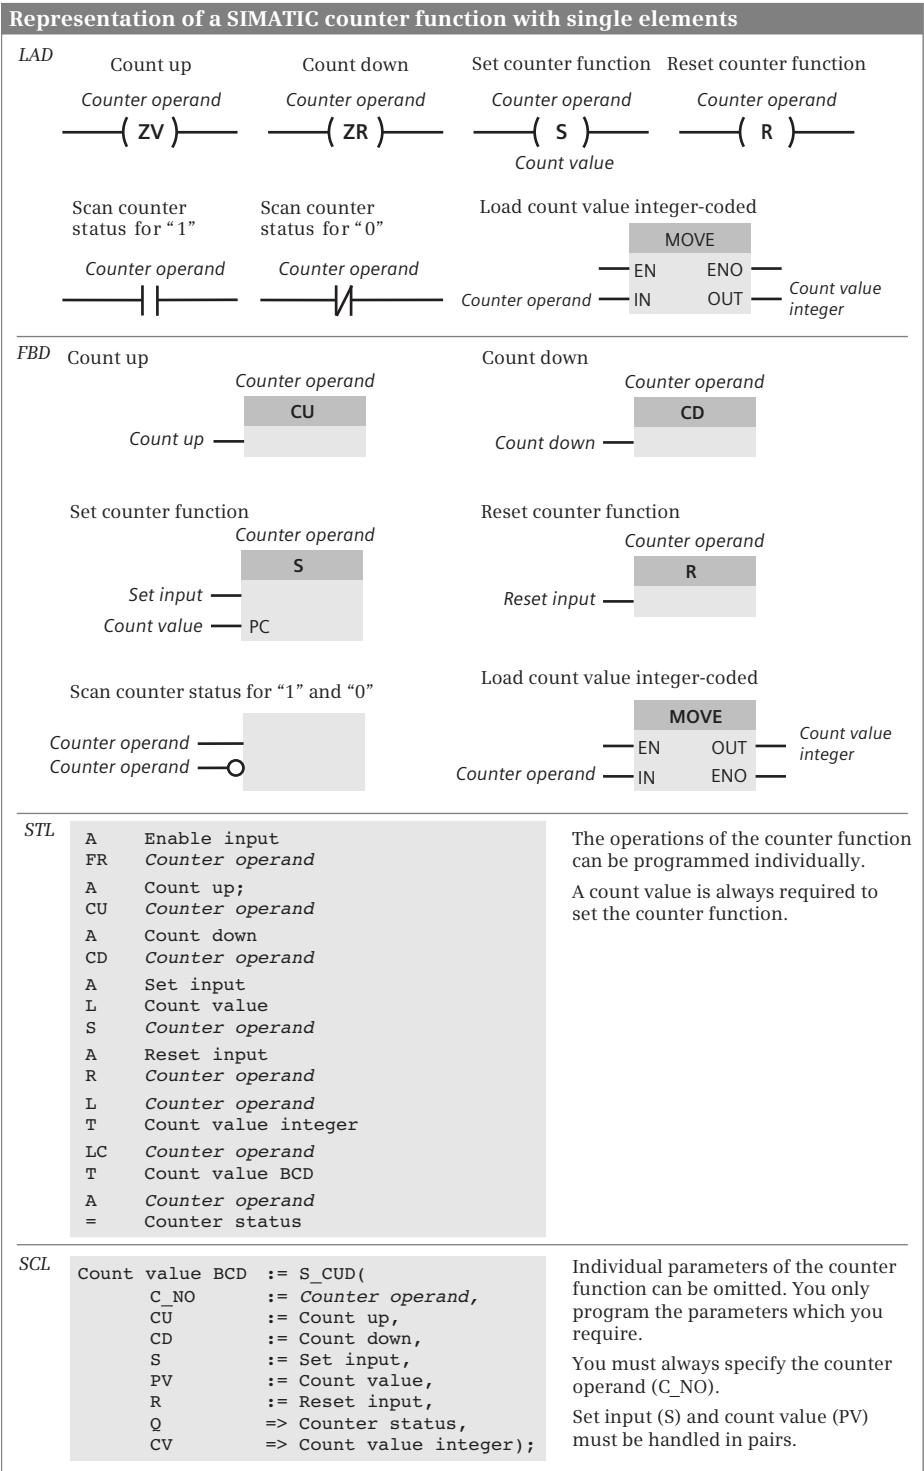 Representation of a SIMATIC counter function with single elements
LAD
Count up
Count down
Set counter function
Reset counter function
Counter operand
Counter operand
Counter operand
Counter operand
ZV
ZR
S
R
Count value
Scan counter
status for “1”
Scan counter
status for “0”
Load count value integer-coded
Counter operand
Counter operand
MOVE
EN ENO
Counter operand IN OUT
Count value
integer
FBD
Count up
Count down
Counter operand
Counter operand
CU
CD
Count up
Count down
Set counter function
Reset counter function
Counter operand
Counter operand
S
R
Set input
Reset input
Count value PC
Scan counter status for “1” and “0”
Load count value integer-coded
Counter operand
Counter operand
MOVE
EN OUT
Counter operand IN ENO
Count value
integer
STL
A Enable input
FR Counter operand
A Count up;
CU Counter operand
A Count down
CD Counter operand
A Set input
L Count value
S Counter operand
A Reset input
R Counter operand
L Counter operand
T Count value integer
LC Counter operand
T Count value BCD
A Counter operand
= Counter status
The operations of the counter function
can be programmed individually.
A count value is always required to
set the counter function.
SCL
Count value BCD := S_CUD(
C_NO := Counter operand,
CU := Count up,
CD := Count down,
S := Set input,
PV := Count value,
R := Reset input,
Q => Counter status,
CV => Count value integer);
Individual parameters of the counter
function can be omitted. You only
program the parameters which you
require.
You must always specify the counter
operand (C_NO).
Set input (S) and count value (PV)
must be handled in pairs.